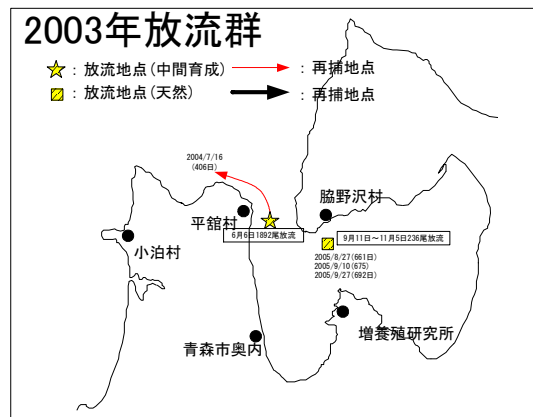 2003年放流群
☆：放流地点(中間育成) → ：再捕地点
：放流地点(天然) → ：再捕地点
2004/7/16
(406日)
脇野沢村
平舘村
6月6日1892尾放流
9月11日～11月5日236尾放流
小泊村
2005/8/27(661日)
2005/9/10(675)
2005/9/27(692日)
青森市奥内
増養殖研究所